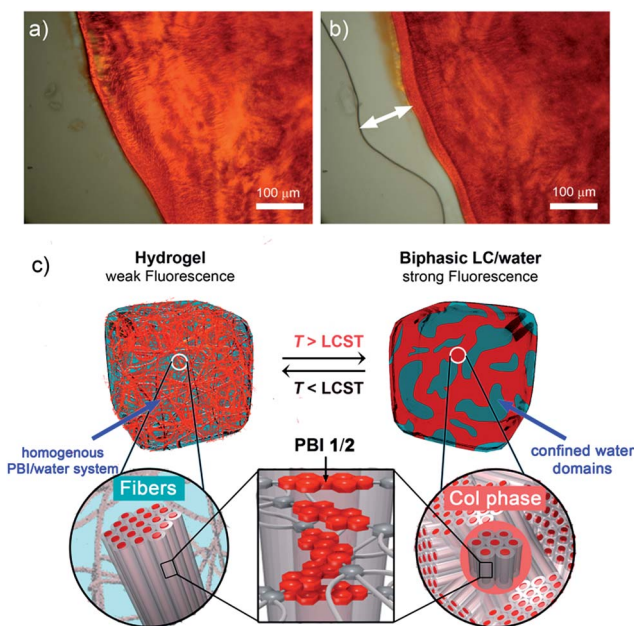 a)
b)
100 μm
100 μm
c)
Hydrogel
weak Fluorescence
Biphasic LC/water
strong Fluorescence
T > LCST
T < LCST
PBI 1/2
homogenous
PBI/water system
confined water
domains
Fibers
Col phase